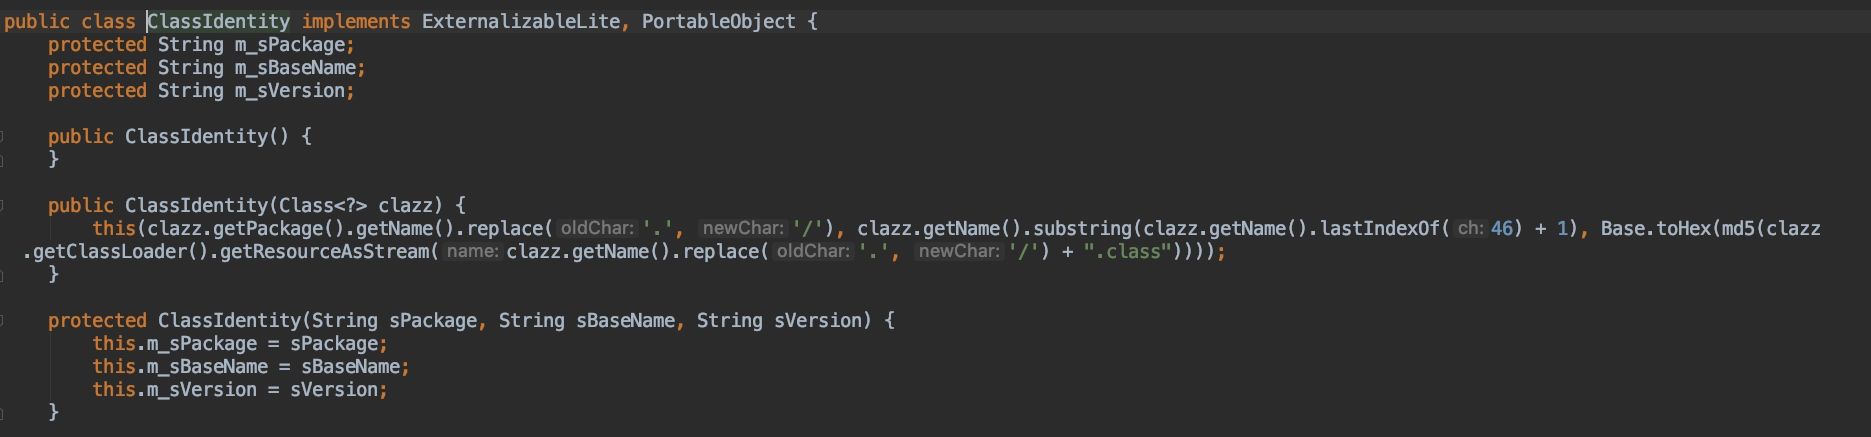 public class ClassIdentity implements ExternalizableLite, PortableObject {
    protected String m_sPackage;
    protected String m_sBaseName;
    protected String m_sVersion;
    public ClassIdentity() {
    }
    public ClassIdentity(Class<?> clazz) {
        this(clazz.getPackage().getName().replace( oldChar: '.', newChar: '/'), clazz.getName().substring(clazz.getName().lastIndexOf( ch: 46) + 1), Base.toHex(md5(clazz
  .getClassLoader().getResourceAsStream( name: clazz.getName().replace( oldChar: '.', newChar: '/') + ".class"))));
    }
    protected ClassIdentity(String sPackage, String sBaseName, String sVersion) {
        this.m_sPackage = sPackage;
        this.m_sBaseName = sBaseName;
        this.m_sVersion = sVersion;
    }